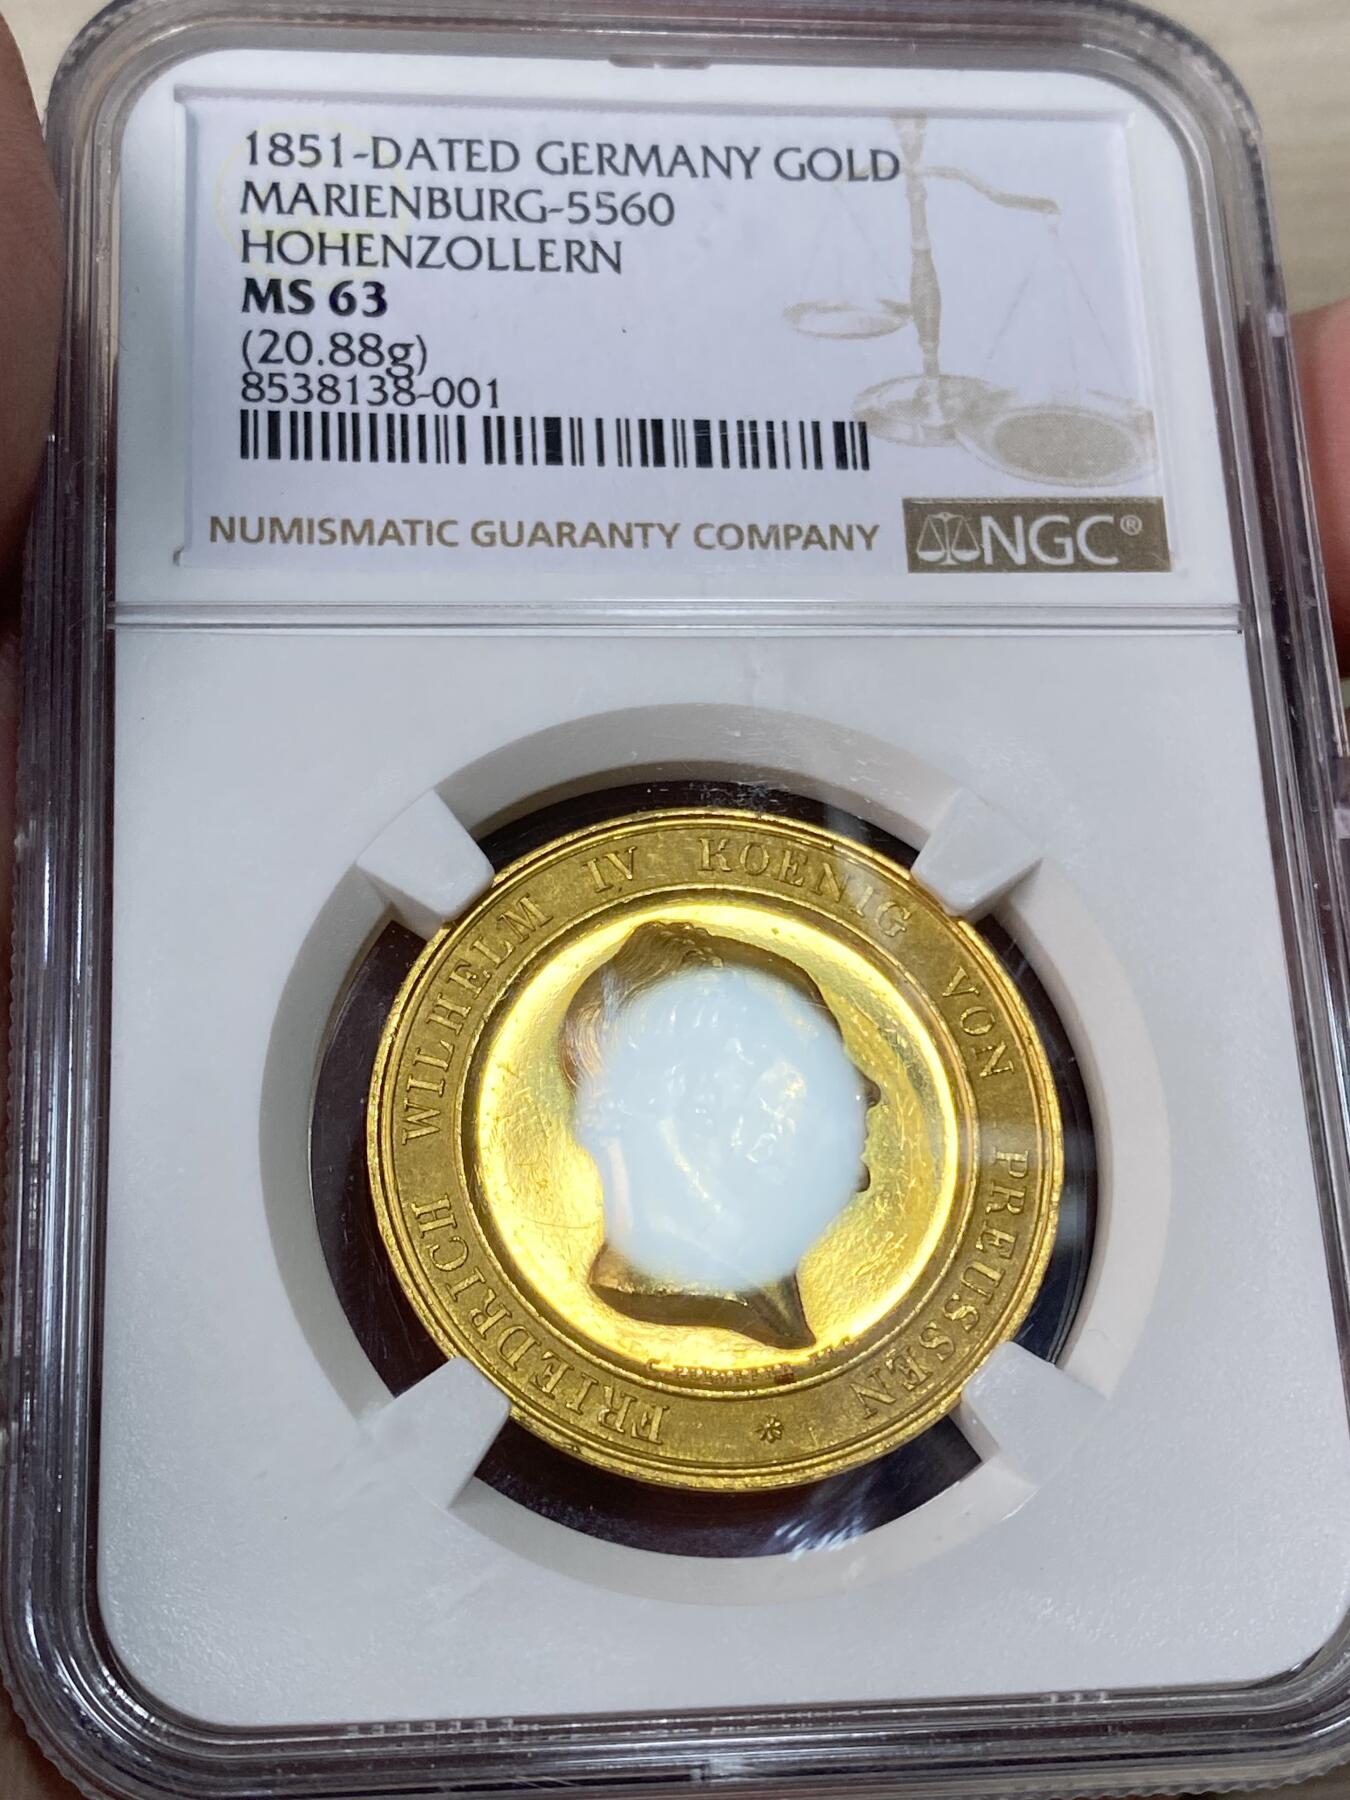 1851-DATED GERMANY GOLD
MARIENBURG-5560
HOHENZOLLERN
MS 63
(20.88g)
8538138-001
NUMISMATIC GUARANTY COMPANY
NGC®
FRIEDRICH WILHELM IV KOENIG VON PREUSSEN *